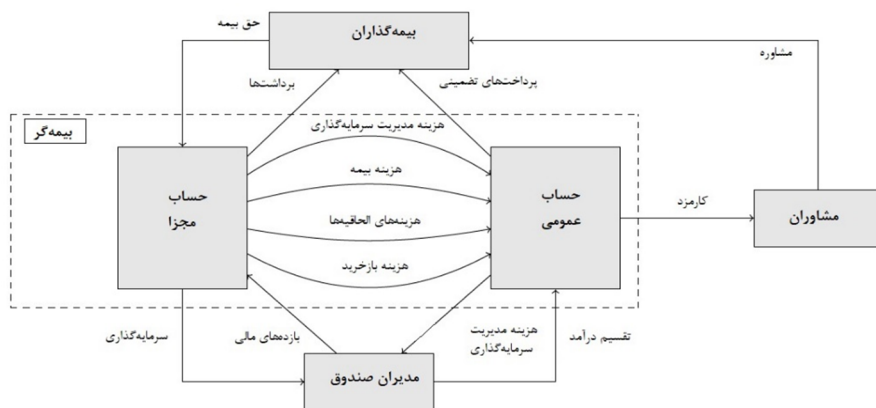 بیمه‌گذاران
حق بیمه
مشاوره
برداشت‌ها
پرداخت‌های تضمینی
بیمه‌گر
هزینه مدیریت سرمایه‌گذاری
حساب
مجزا
هزینه بیمه
حساب
عمومی
هزینه‌های الحاقیه‌ها
کارمزد
مشاوران
هزینه بازخرید
سرمایه‌گذاری
بازده‌های مالی
هزینه مدیریت
سرمایه‌گذاری
تقسیم درآمد
مدیران صندوق